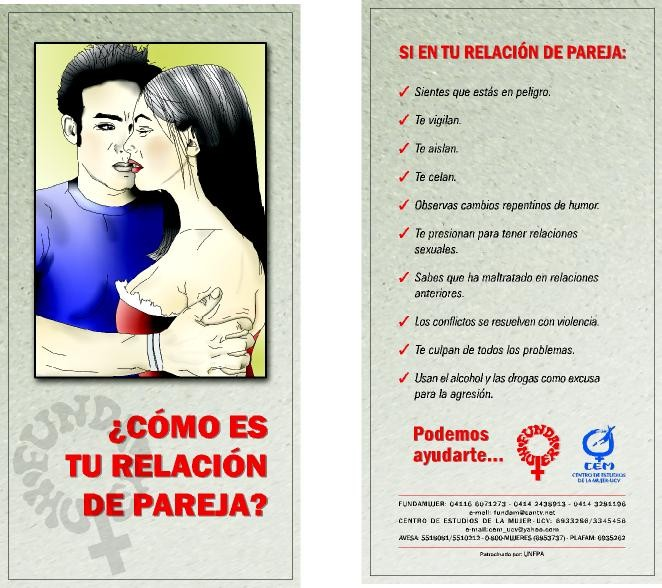 FUNDAMUJER
¿CÓMO ES
TU RELACIÓN
DE PAREJA?
SI EN TU RELACIÓN DE PAREJA:
✓ Sientes que estás en peligro.
✓ Te vigilan.
✓ Te aislan.
✓ Te celan.
✓ Observas cambios repentinos de humor.
✓ Te presionan para tener relaciones
sexuales.
✓ Sabes que ha maltratado en relaciones
anteriores.
✓ Los conflictos se resuelven con violencia.
✓ Te culpan de todos los problemas.
✓ Usan el alcohol y las drogas como excusa
para la agresión.
Podemos
ayudarte...
FUNDAMUJER
CEM
CENTRO DE ESTUDIOS
DE LA MUJER-UCV
FUNDAMUJER: 04116 6071273 - 0414 2438913 - 0414 3291196
e-mail: fundam@cantv.net
CENTRO DE ESTUDIOS DE LA MUJER-UCV: 6933286/3345456
e-mail:cem_ucv@yahoo.com
AVESA: 5518081/5510212 - 0-800-MUJERES (6853737)- PLAFAM: 6935262
Patrocinado por: UNFPA